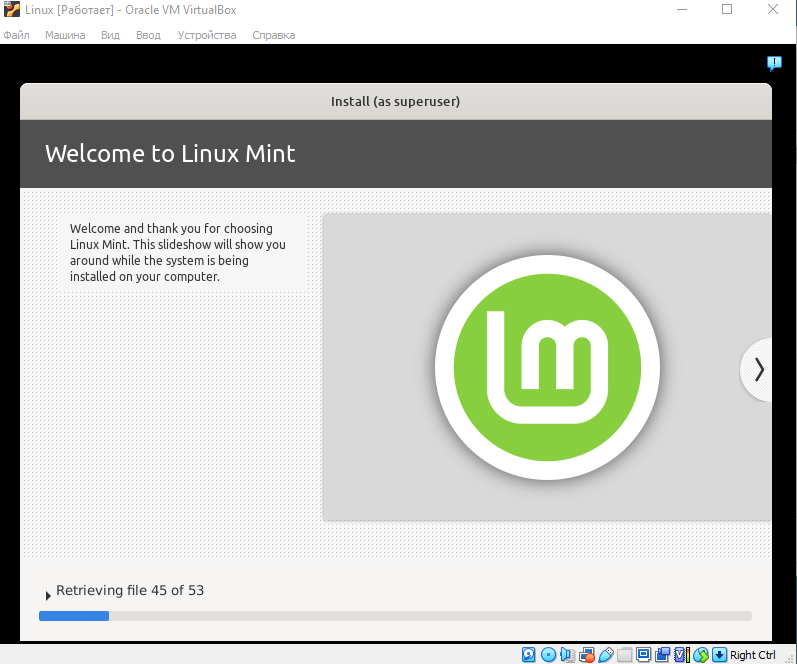 Linux [Работает] - Oracle VM VirtualBox
Файл Машина Вид Ввод Устройства Справка
Install (as superuser)
Welcome to Linux Mint
Welcome and thank you for choosing
Linux Mint. This slideshow will show you
around while the system is being
installed on your computer.
Retrieving file 45 of 53
Right Ctrl